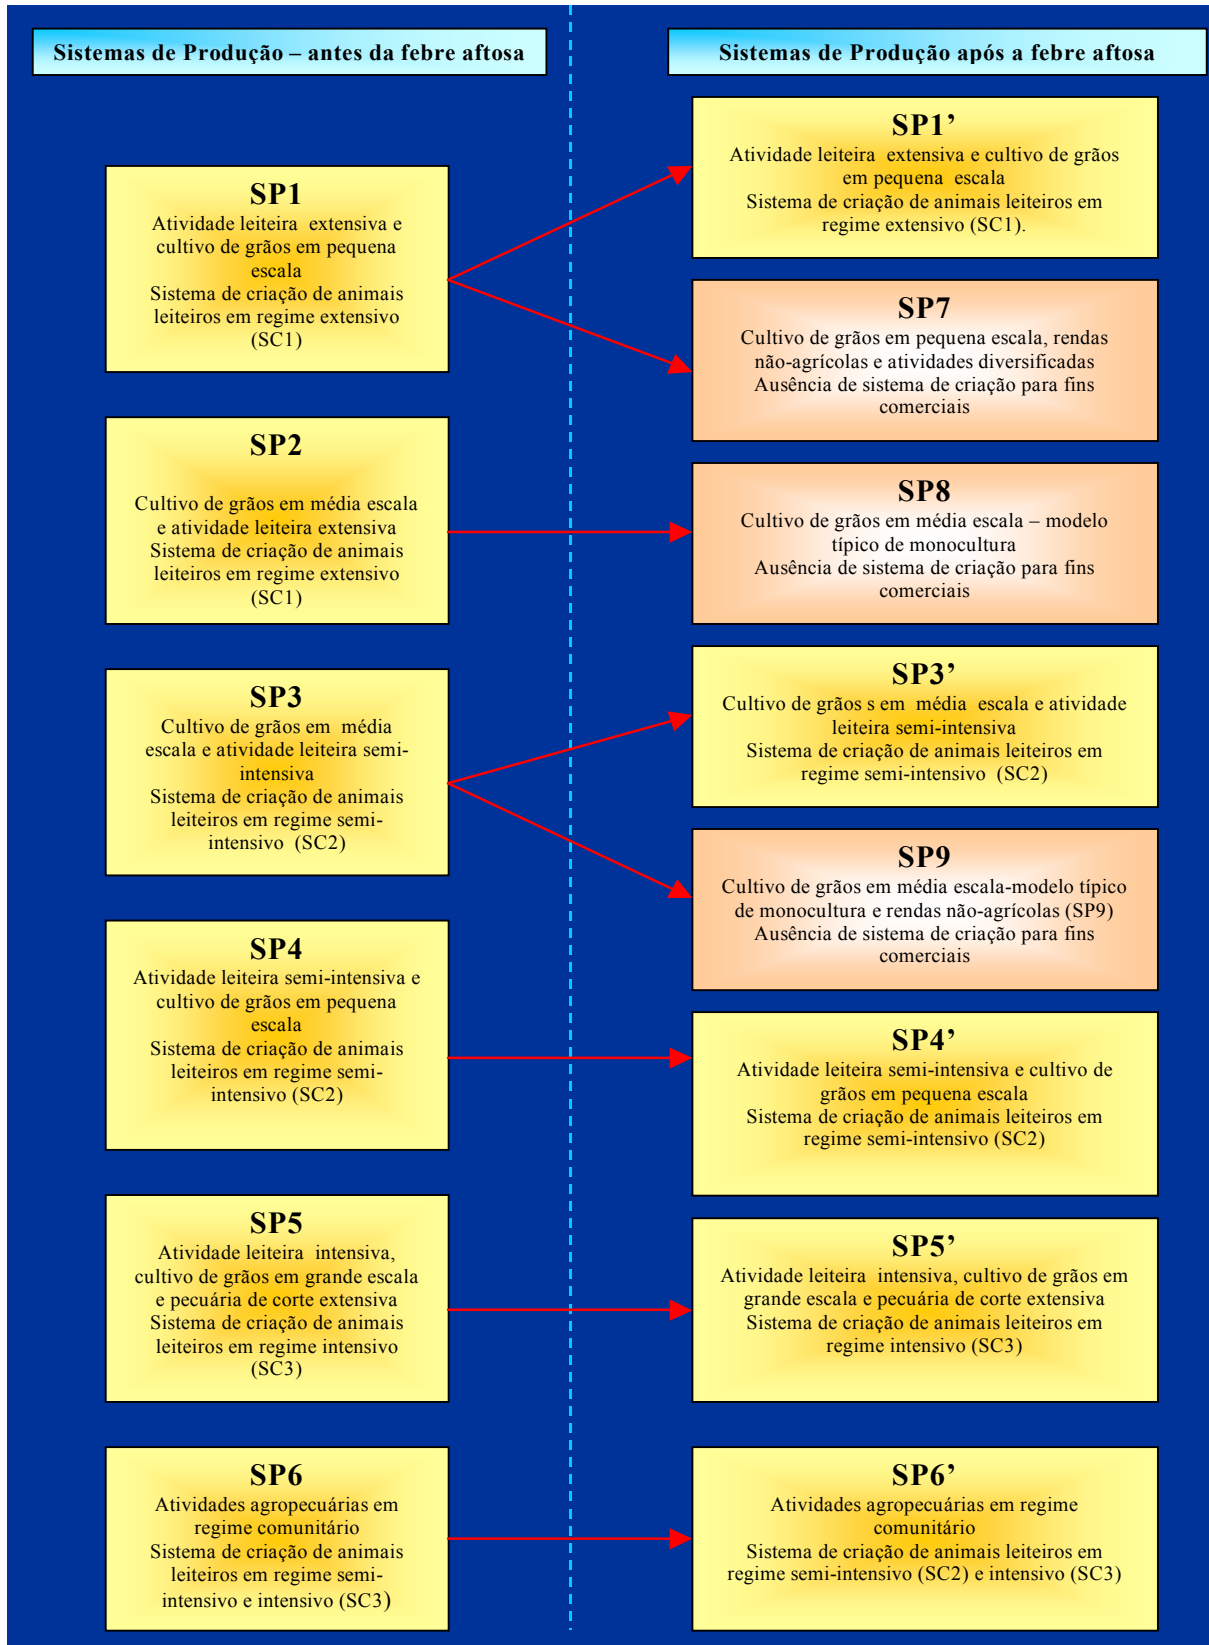 Sistemas de Produção – antes da febre aftosa
SP1
Atividade leiteira extensiva e
cultivo de grãos em pequena
escala
Sistema de criação de animais
leiteiros em regime extensivo
(SC1)
SP2
Cultivo de grãos em média escala
e atividade leiteira extensiva
Sistema de criação de animais
leiteiros em regime extensivo
(SC1)
SP3
Cultivo de grãos em média
escala e atividade leiteira semi-
intensiva
Sistema de criação de animais
leiteiros em regime semi-
intensivo (SC2)
SP4
Atividade leiteira semi-intensiva e
cultivo de grãos em pequena
escala
Sistema de criação de animais
leiteiros em regime semi-
intensivo (SC2)
SP5
Atividade leiteira intensiva,
cultivo de grãos em grande escala
e pecuária de corte extensiva
Sistema de criação de animais
leiteiros em regime intensivo
(SC3)
SP6
Atividades agropecuárias em
regime comunitário
Sistema de criação de animais
leiteiros em regime semi-
intensivo e intensivo (SC3)
Sistemas de Produção após a febre aftosa
SP1’
Atividade leiteira extensiva e cultivo de grãos
em pequena escala
Sistema de criação de animais leiteiros em
regime extensivo (SC1).
SP7
Cultivo de grãos em pequena escala, rendas
não-agrícolas e atividades diversificadas
Ausência de sistema de criação para fins
comerciais
SP8
Cultivo de grãos em média escala – modelo
típico de monocultura
Ausência de sistema de criação para fins
comerciais
SP3’
Cultivo de grãos s em média escala e atividade
leiteira semi-intensiva
Sistema de criação de animais leiteiros em
regime semi-intensivo (SC2)
SP9
Cultivo de grãos em média escala-modelo típico
de monocultura e rendas não-agrícolas (SP9)
Ausência de sistema de criação para fins
comerciais
SP4’
Atividade leiteira semi-intensiva e cultivo de
grãos em pequena escala
Sistema de criação de animais leiteiros em
regime semi-intensivo (SC2)
SP5’
Atividade leiteira intensiva, cultivo de grãos em
grande escala e pecuária de corte extensiva
Sistema de criação de animais leiteiros em
regime intensivo (SC3)
SP6’
Atividades agropecuárias em regime
comunitário
Sistema de criação de animais leiteiros em
regime semi-intensivo (SC2) e intensivo (SC3)